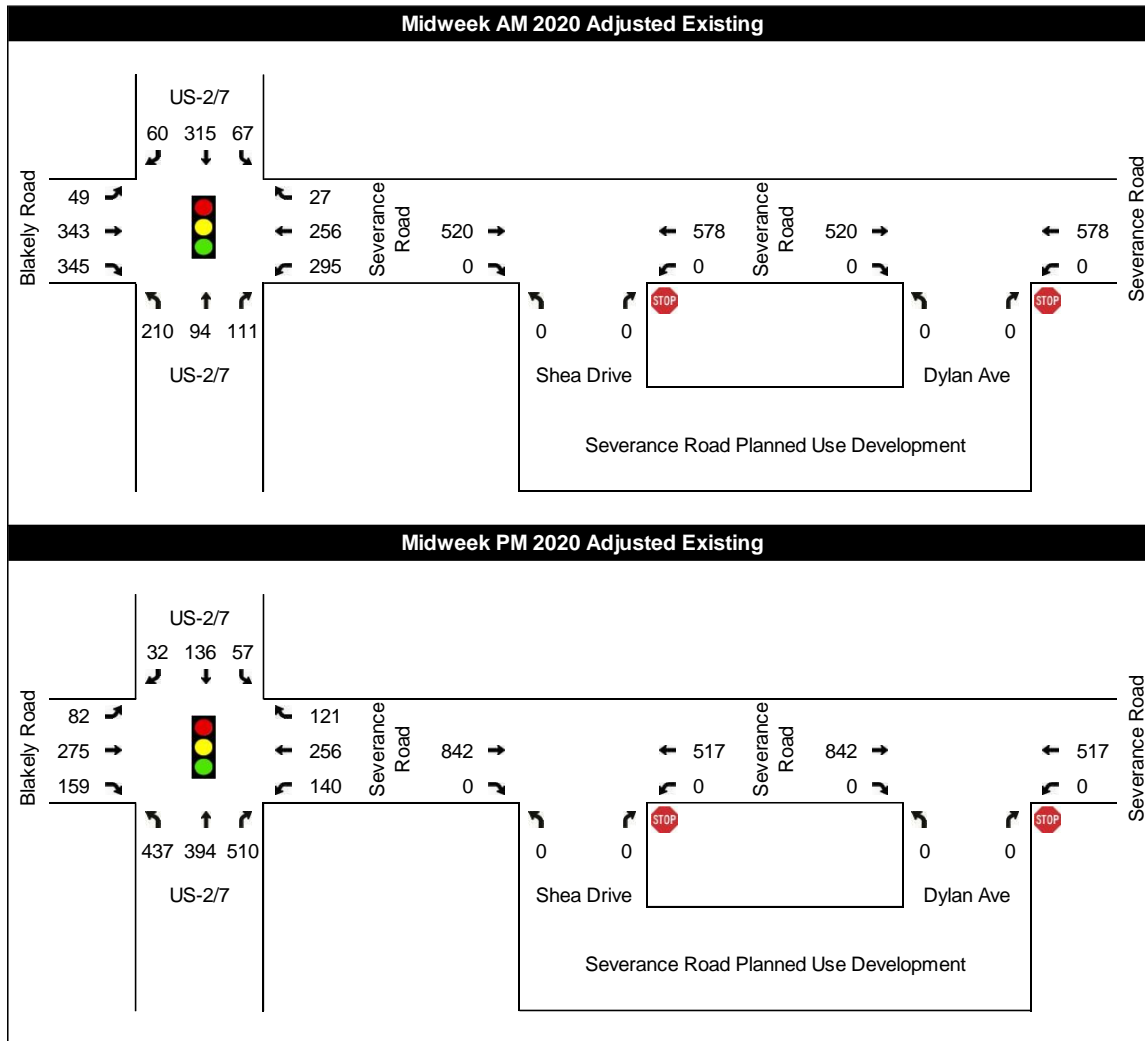 Midweek AM 2020 Adjusted Existing
US-2/7
60 315 67
Blakely Road
49
343
345
27
256
295
Severance
Road
520
0
578
0
Severance
Road
520
0
578
0
Severance Road
STOP
STOP
210 94 111
0 0
0 0
US-2/7
Shea Drive
Dylan Ave
Severance Road Planned Use Development
Midweek PM 2020 Adjusted Existing
US-2/7
32 136 57
Blakely Road
82
275
159
121
256
140
Severance
Road
842
0
517
0
Severance
Road
842
0
517
0
Severance Road
STOP
STOP
437 394 510
0 0
0 0
US-2/7
Shea Drive
Dylan Ave
Severance Road Planned Use Development